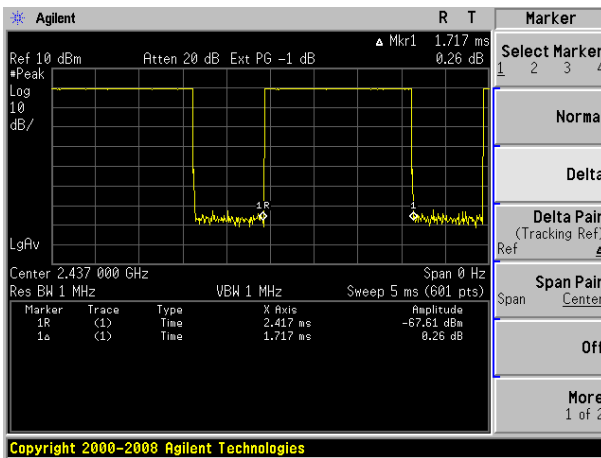 Agilent R T Marker
▵ Mkr1 1.717 ms
Ref 10 dBm Atten 20 dB Ext PG -1 dB 0.26 dB
#Peak
Log
10
dB/
1R 1
LgAv
Center 2.437 000 GHz Span 0 Hz
Res BW 1 MHz VBW 1 MHz Sweep 5 ms (601 pts)
Marker Trace Type X Axis Amplitude
1R (1) Time 2.417 ms -67.61 dBm
1▵ (1) Time 1.717 ms 0.26 dB
Copyright 2000-2008 Agilent Technologies
Select Marker
1 2 3 4
Norma
Delta
Delta Pair
(Tracking Ref)
Ref ▵
Span Pair
Span Center
Off
More
1 of 2